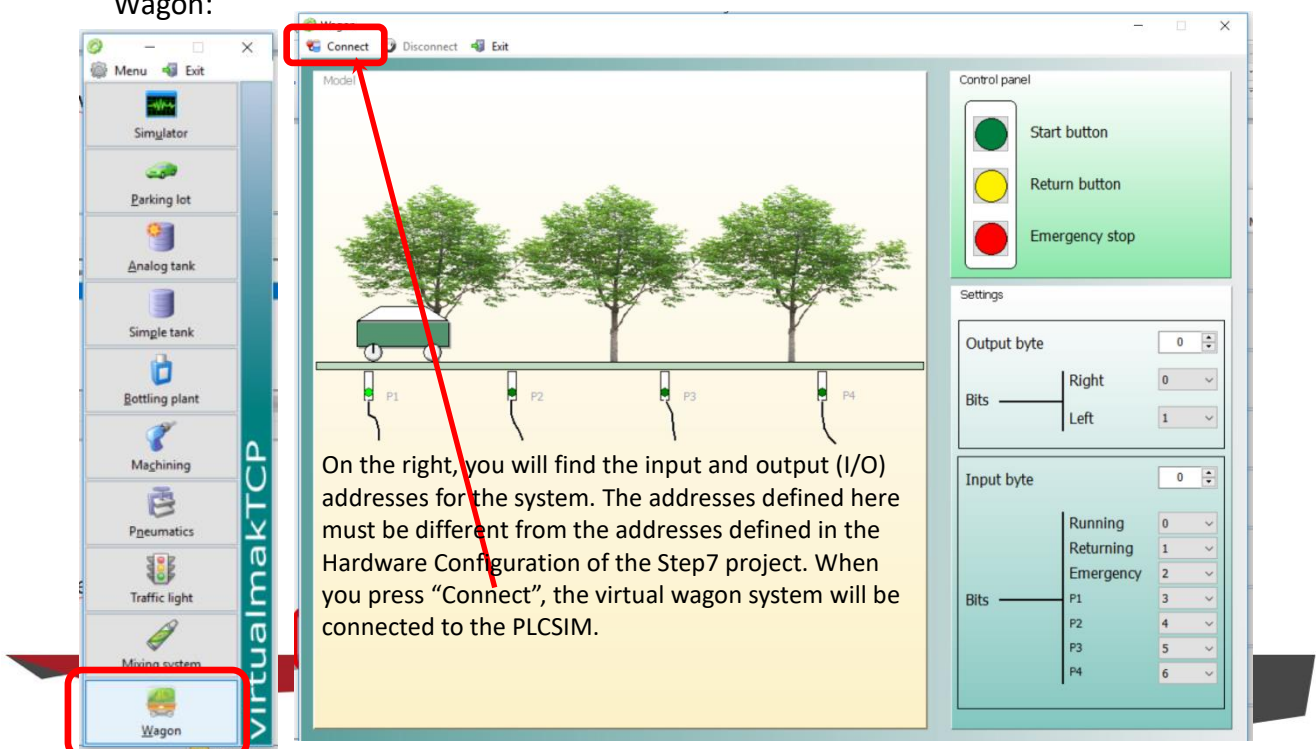 Wagon:
Menu Exit
Simulator
Parking lot
Analog tank
Simple tank
Bottling plant
Machining
Pneumatics
Traffic light
Mixing system
Wagon
VirtualmakTCP
Wagon
Connect Disconnect Exit
Model
P1 P2 P3 P4
On the right, you will find the input and output (I/O)
addresses for the system. The addresses defined here
must be different from the addresses defined in the
Hardware Configuration of the Step7 project. When
you press “Connect”, the virtual wagon system will be
connected to the PLCSIM.
Control panel
Start button
Return button
Emergency stop
Settings
Output byte 0
Bits
Right 0
Left 1
Input byte 0
Running 0
Returning 1
Emergency 2
Bits
P1 3
P2 4
P3 5
P4 6